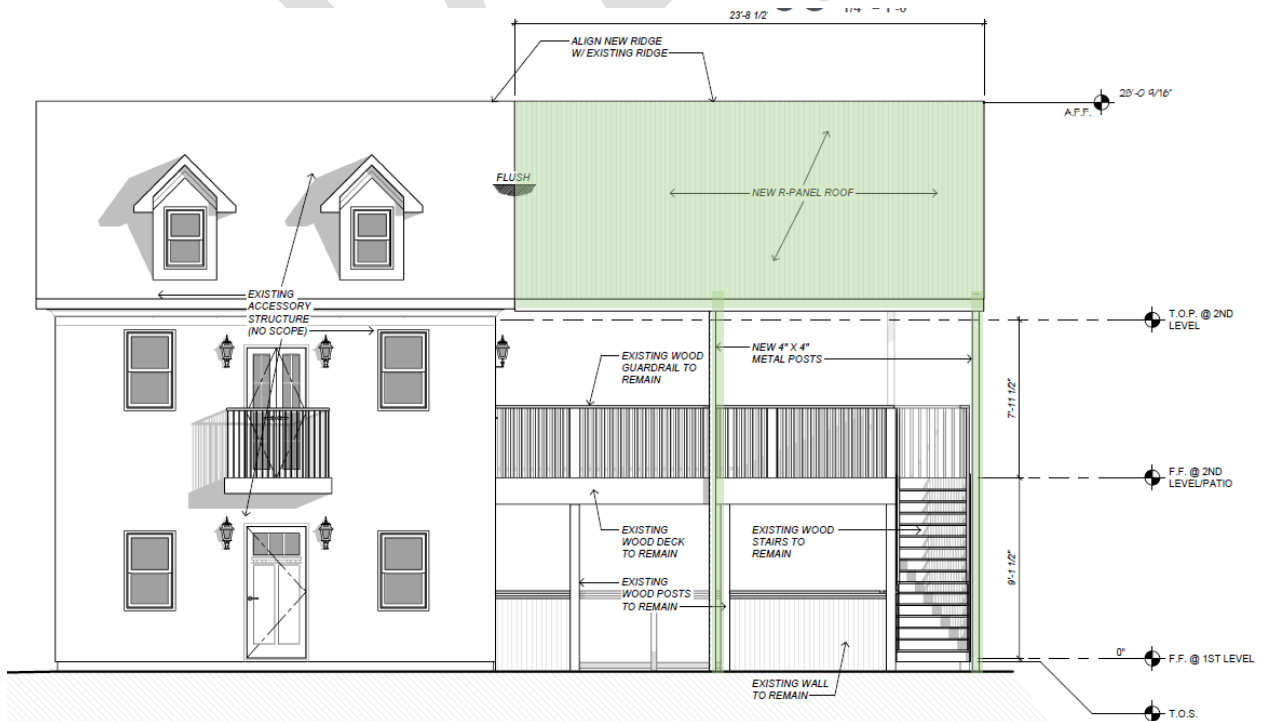 23'-8 1/2"
ALIGN NEW RIDGE
W/ EXISTING RIDGE
28'-0 9/16"
A.F.F.
FLUSH
NEW R-PANEL ROOF
EXISTING
ACCESSORY
STRUCTURE
(NO SCOPE)
T.O.P. @ 2ND
LEVEL
EXISTING WOOD
GUARDRAIL TO
REMAIN
NEW 4" X 4"
METAL POSTS
7'-11 1/2"
F.F. @ 2ND
LEVEL/PATIO
EXISTING
WOOD DECK
TO REMAIN
EXISTING WOOD
STAIRS TO
REMAIN
EXISTING
WOOD POSTS
TO REMAIN
9'-1 1/2"
0"
F.F. @ 1ST LEVEL
EXISTING WALL
TO REMAIN
T.O.S.